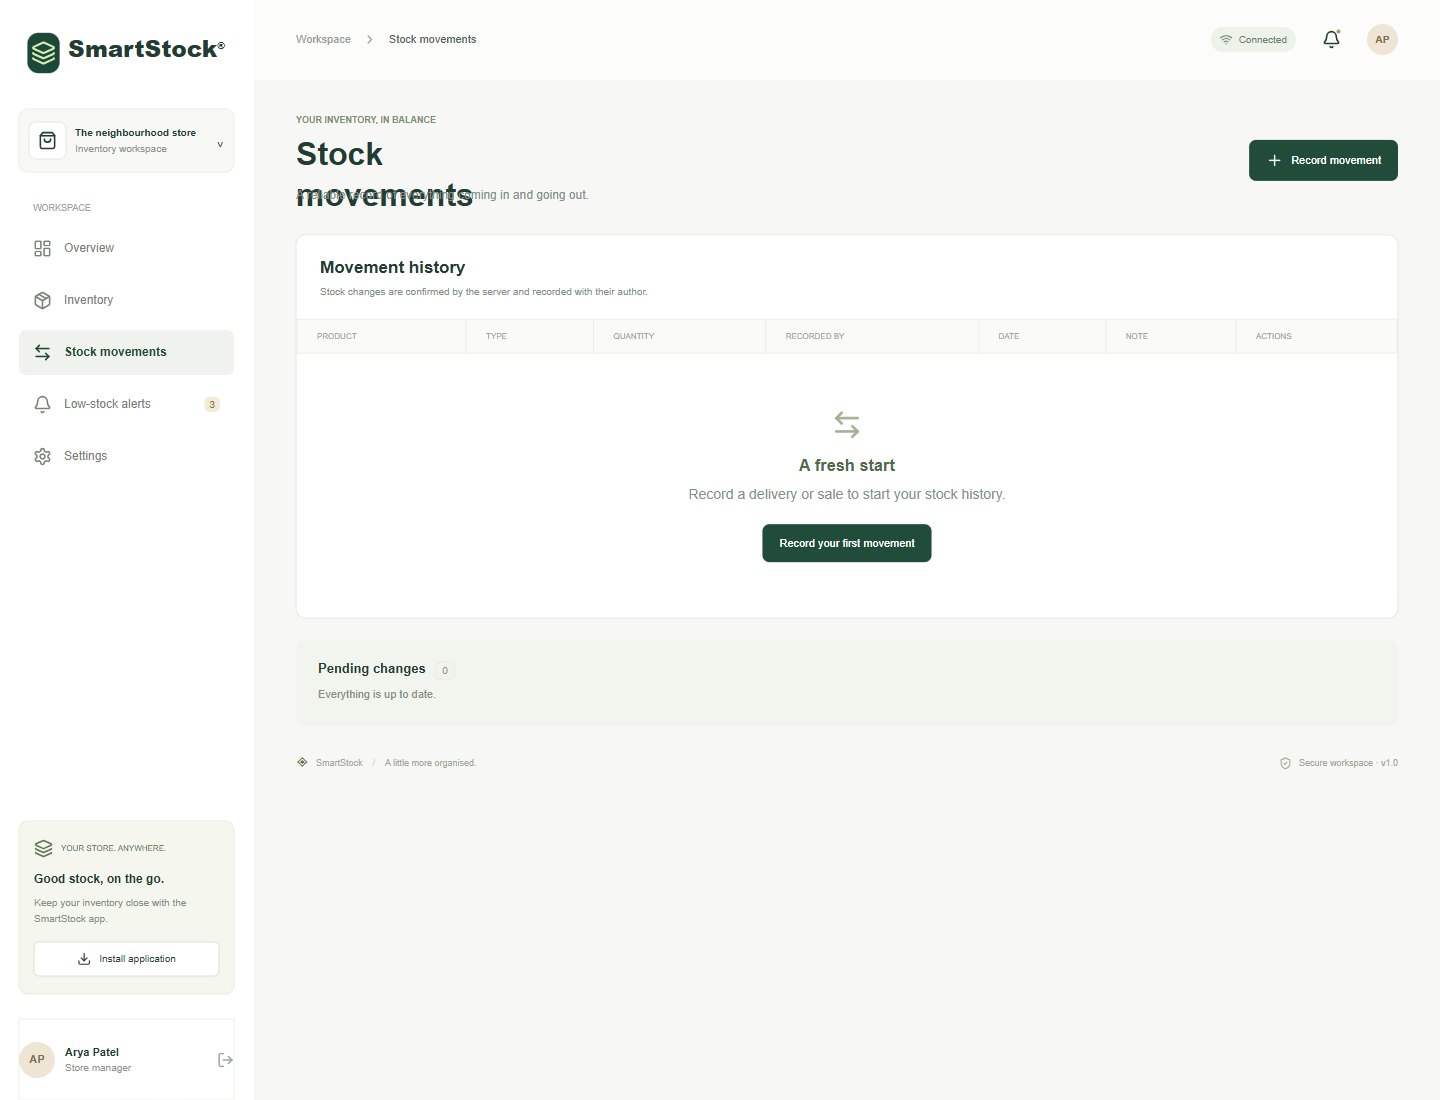 SmartStock®
The neighbourhood store
Inventory workspace
v
WORKSPACE
Overview
Inventory
Stock movements
Low-stock alerts 3
Settings
YOUR STORE. ANYWHERE.
Good stock, on the go.
Keep your inventory close with the
SmartStock app.
Install application
AP
Arya Patel
Store manager
Workspace > Stock movements
Connected
AP
YOUR INVENTORY, IN BALANCE
Stock
movements
A reliable record of everything coming in and going out.
Record movement
Movement history
Stock changes are confirmed by the server and recorded with their author.
PRODUCT TYPE QUANTITY RECORDED BY DATE NOTE ACTIONS
A fresh start
Record a delivery or sale to start your stock history.
Record your first movement
Pending changes 0
Everything is up to date.
SmartStock / A little more organised.
Secure workspace · v1.0